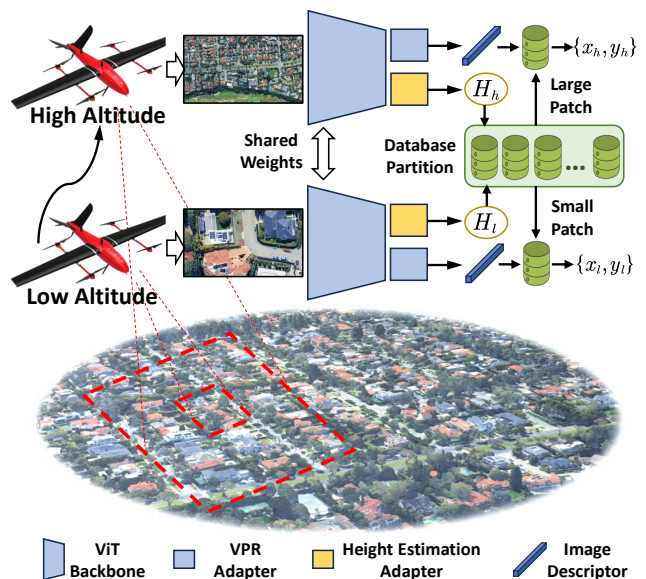 High Altitude
{x_h, y_h}
H_h
Large
Patch
Shared
Weights
Database
Partition
...
Small
Patch
H_l
{x_l, y_l}
Low Altitude
ViT
Backbone
VPR
Adapter
Height Estimation
Adapter
Image
Descriptor